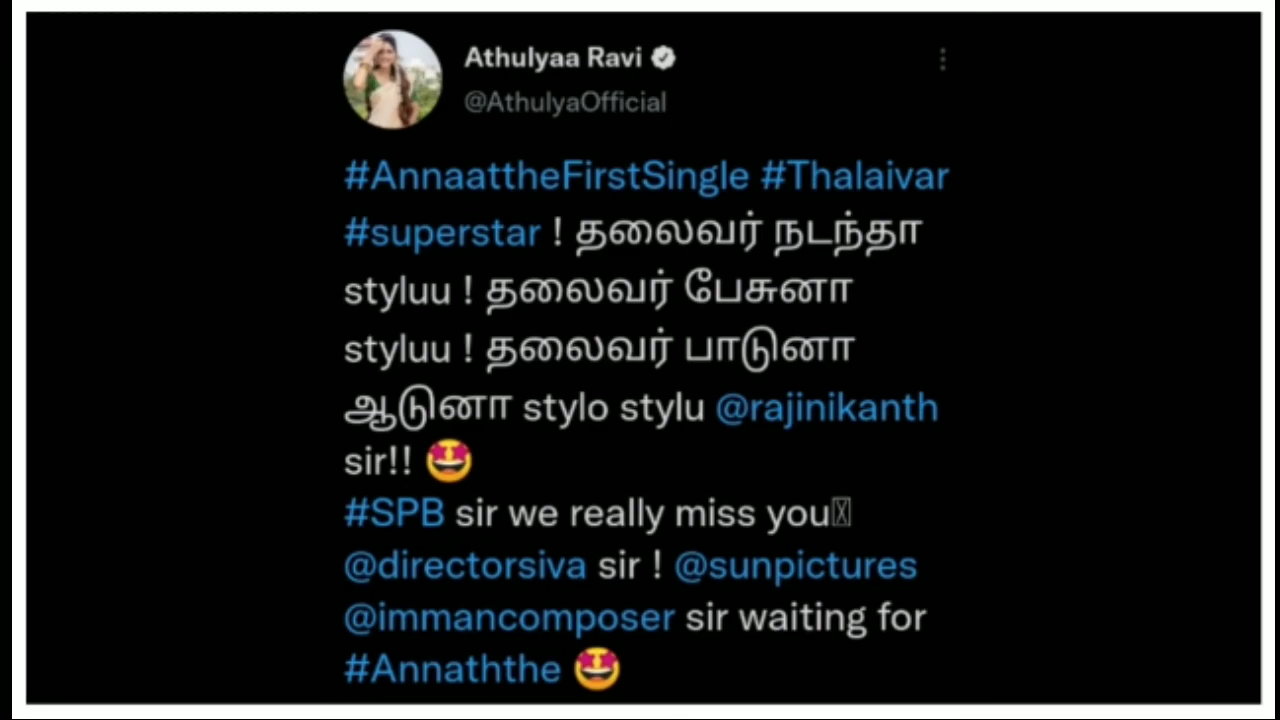 Athulyaa Ravi
@AthulyaOfficial
#AnnaattheFirstSingle #Thalaivar
#superstar ! தலைவர் நடந்தா
styluu ! தலைவர் பேசுனா
styluu ! தலைவர் பாடுனா
ஆடுனா stylo stylu @rajinikanth
sir!! 🤩
#SPB sir we really miss you
@directorsiva sir ! @sunpictures
@immancomposer sir waiting for
#Annaththe 🤩